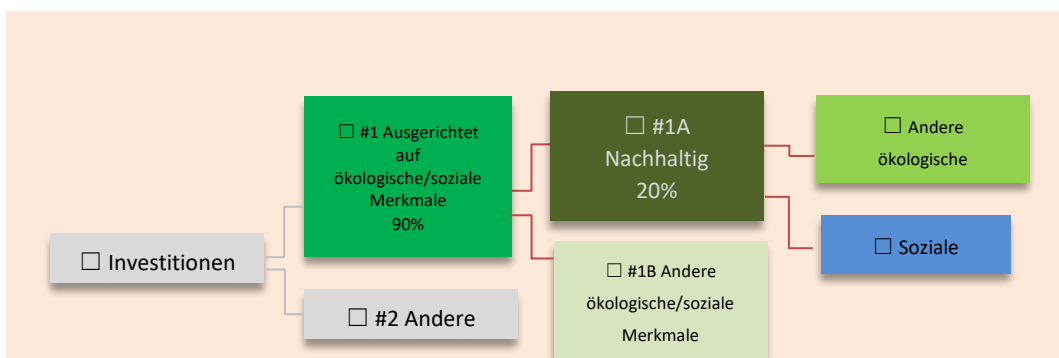 ☐ Investitionen
☐ #1 Ausgerichtet
auf
ökologische/soziale
Merkmale
90%
☐ #2 Andere
☐ #1A
Nachhaltig
20%
☐ #1B Andere
ökologische/soziale
Merkmale
☐ Andere
ökologische
☐ Soziale